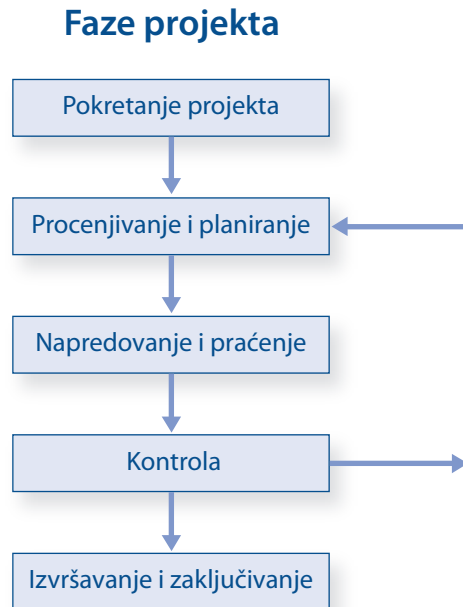 Faze projekta
Pokretanje projekta
Procenjivanje i planiranje
Napredovanje i praćenje
Kontrola
Izvršavanje i zaključivanje